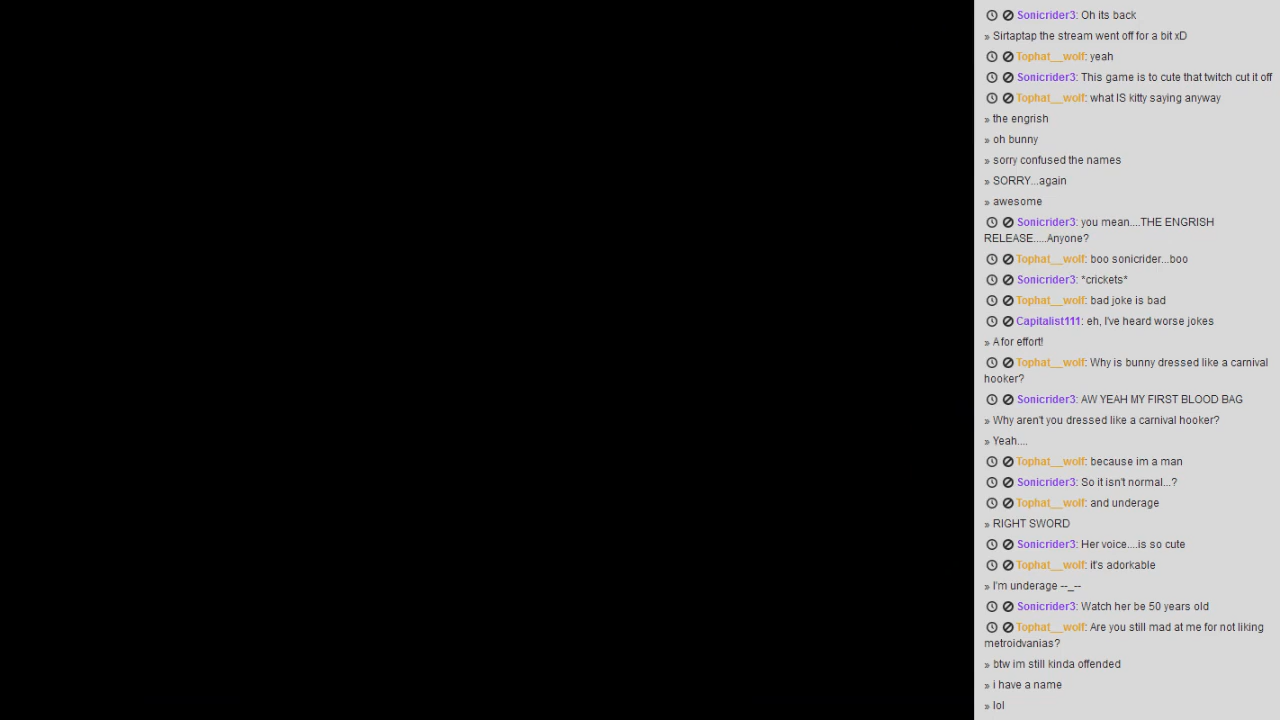 Sonicrider3: Oh its back
» Sirtaptap the stream went off for a bit xD
Tophat__wolf: yeah
Sonicrider3: This game is to cute that twitch cut it off
Tophat__wolf: what IS kitty saying anyway
» the engrish
» oh bunny
» sorry confused the names
» SORRY...again
» awesome
Sonicrider3: you mean....THE ENGRISH
RELEASE.....Anyone?
Tophat__wolf: boo sonicrider...boo
Sonicrider3: *crickets*
Tophat__wolf: bad joke is bad
Capitalist111: eh, I've heard worse jokes
» A for effort!
Tophat__wolf: Why is bunny dressed like a carnival
hooker?
Sonicrider3: AW YEAH MY FIRST BLOOD BAG
» Why aren't you dressed like a carnival hooker?
» Yeah....
Tophat__wolf: because im a man
Sonicrider3: So it isn't normal...?
Tophat__wolf: and underage
» RIGHT SWORD
Sonicrider3: Her voice....is so cute
Tophat__wolf: it's adorkable
» I'm underage --_--
Sonicrider3: Watch her be 50 years old
Tophat__wolf: Are you still mad at me for not liking
metroidvanias?
» btw im still kinda offended
» i have a name
» lol